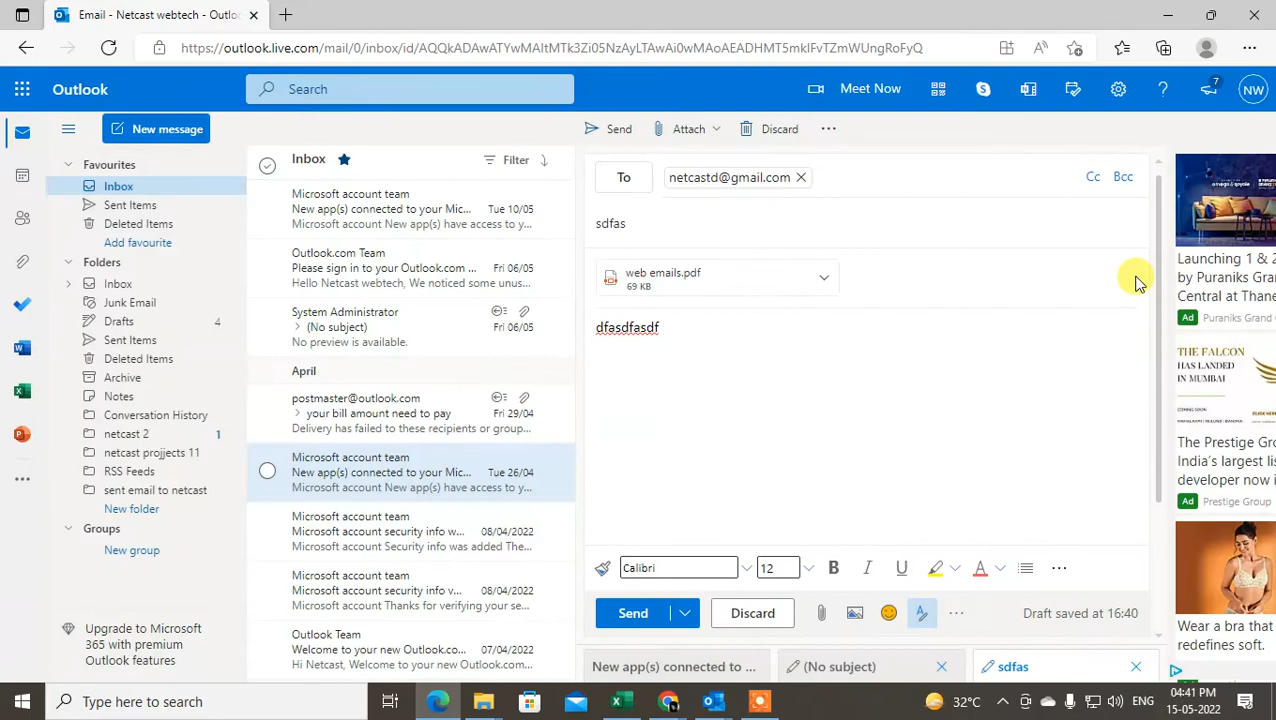 Email - Netcast webtech - Outlo
https://outlook.live.com/mail/0/inbox/id/AQQkADAwATYwMAItMTk3Zi05NzAyLTAwAi0wMAoAEADHMT5mklFvTZmWUngRoFyQ
Outlook
Search
Meet Now
7
NW
New message
Favourites
Inbox
Sent Items
Deleted Items
Add favourite
Folders
Inbox
Junk Email
Drafts 4
Sent Items
Deleted Items
Archive
Notes
Conversation History
netcast 2 1
netcast projjects 11
RSS Feeds
sent email to netcast
New folder
Groups
New group
Upgrade to Microsoft
365 with premium
Outlook features
Inbox
Filter
Microsoft account team
New app(s) connected to your Mic... Tue 10/05
Microsoft account New app(s) have access to y...
Outlook.com Team
Please sign in to your Outlook.com ... Fri 06/05
Hello Netcast webtech, We noticed some unus...
System Administrator
(No subject) Fri 06/05
No preview is available.
April
postmaster@outlook.com
your bill amount need to pay Fri 29/04
Delivery has failed to these recipients or group...
Microsoft account team
New app(s) connected to your Mic... Tue 26/04
Microsoft account New app(s) have access to y...
Microsoft account team
Microsoft account security info w... 08/04/2022
Microsoft account Security info was added The...
Microsoft account team
Microsoft account security info v... 08/04/2022
Microsoft account Thanks for verifying your se...
Outlook Team
Welcome to your new Outlook.co... 07/04/2022
Hi Netcast, Welcome to your new Outlook.com...
Send Attach Discard
To netcastd@gmail.com Cc Bcc
sdfas
web emails.pdf
69 KB
dfasdfasdf
Calibri 12 B I U A
Send Discard Draft saved at 16:40
New app(s) connected to ... (No subject) sdfas
Launching 1 & 2
by Puraniks Gran
Central at Thane
Ad Puraniks Grand C
THE FALCON
HAS LANDED
IN MUMBAI
The Prestige Gr
India's largest lis
developer now i
Ad Prestige Group
Wear a bra that
redefines soft.
Type here to search
32°C
ENG
04:41 PM
15-05-2022